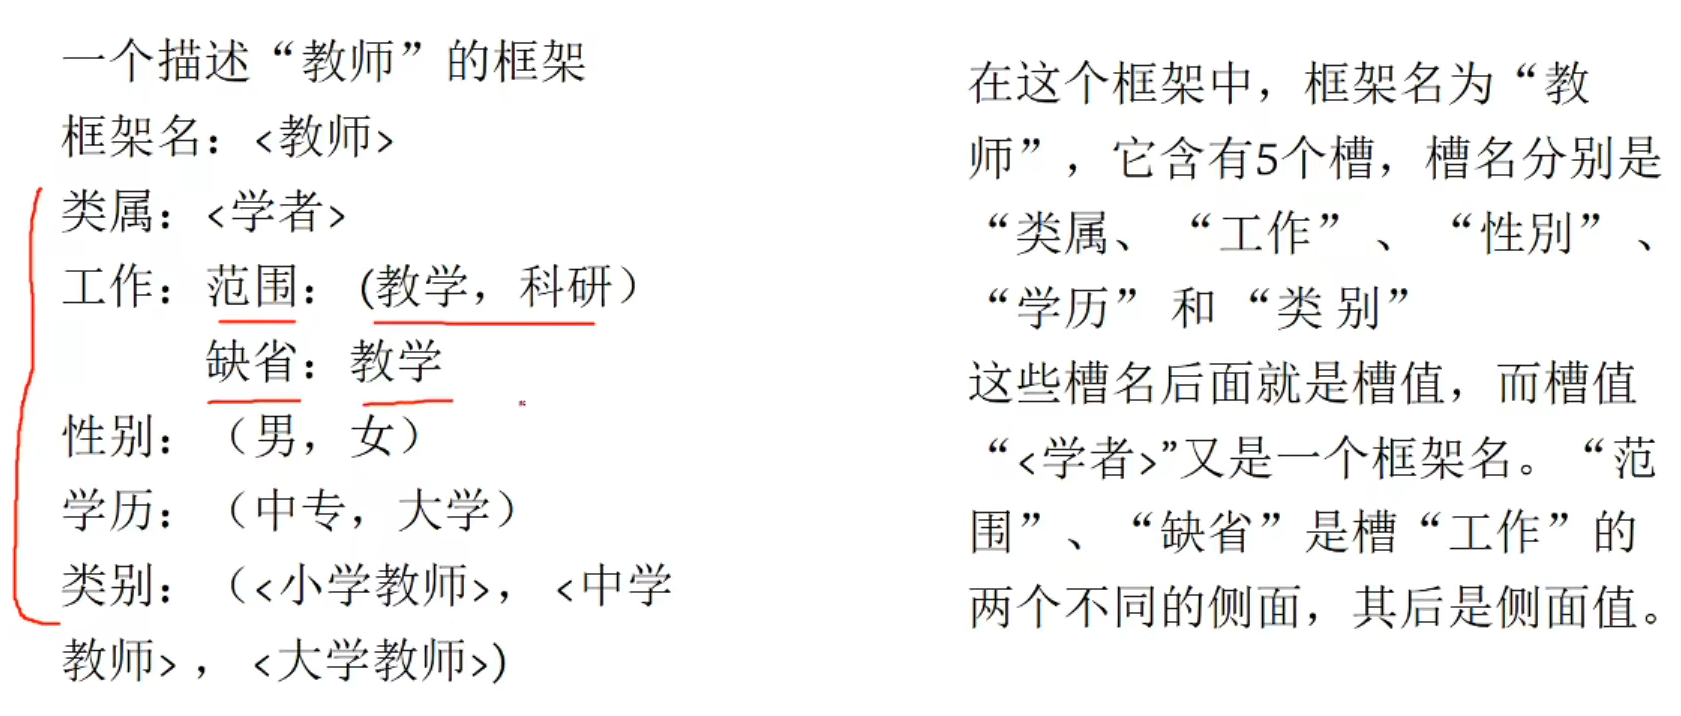 一个描述“教师”的框架
框架名：<教师>
类属：<学者>
工作：范围：(教学，科研）
缺省：教学
性别：（男，女）
学历：（中专，大学）
类别：（<小学教师>，<中学
教师>，<大学教师>)
在这个框架中，框架名为“教
师”，它含有5个槽，槽名分别是
“类属、“工作”、“性别”、
“学历”和“类 别”
这些槽名后面就是槽值，而槽值
“<学者>”又是一个框架名。“范
围”、“缺省”是槽“工作”的
两个不同的侧面，其后是侧面值。